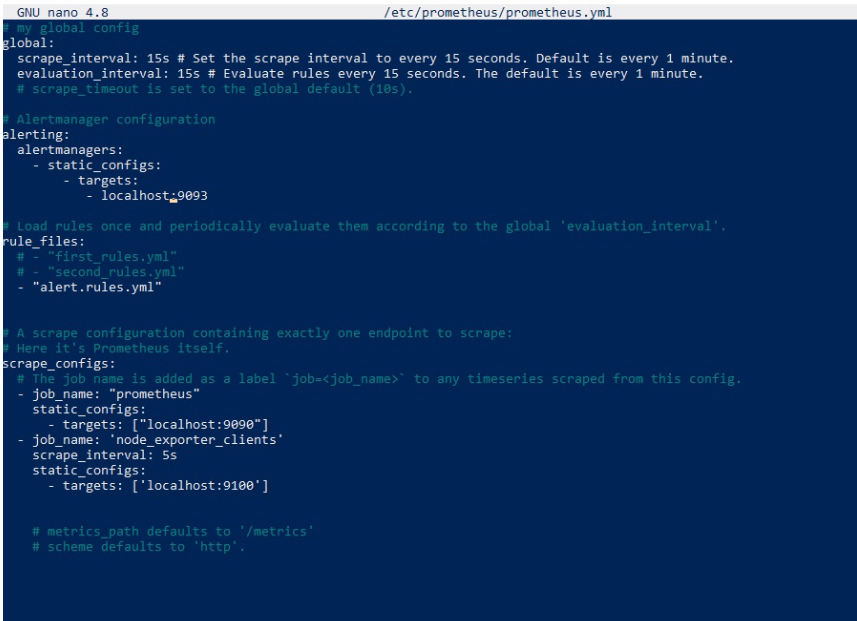 GNU nano 4.8 /etc/prometheus/prometheus.yml
# my global config
global:
  scrape_interval: 15s # Set the scrape interval to every 15 seconds. Default is every 1 minute.
  evaluation_interval: 15s # Evaluate rules every 15 seconds. The default is every 1 minute.
  # scrape_timeout is set to the global default (10s).
# Alertmanager configuration
alerting:
  alertmanagers:
    - static_configs:
        - targets:
           - localhost:9093
# Load rules once and periodically evaluate them according to the global 'evaluation_interval'.
rule_files:
  # - "first_rules.yml"
  # - "second_rules.yml"
  - "alert.rules.yml"
# A scrape configuration containing exactly one endpoint to scrape:
# Here it's Prometheus itself.
scrape_configs:
  # The job name is added as a label `job=<job_name>` to any timeseries scraped from this config.
  - job_name: "prometheus"
    static_configs:
      - targets: ["localhost:9090"]
  - job_name: 'node_exporter_clients'
    scrape_interval: 5s
    static_configs:
      - targets: ['localhost:9100']
    # metrics_path defaults to '/metrics'
    # scheme defaults to 'http'.